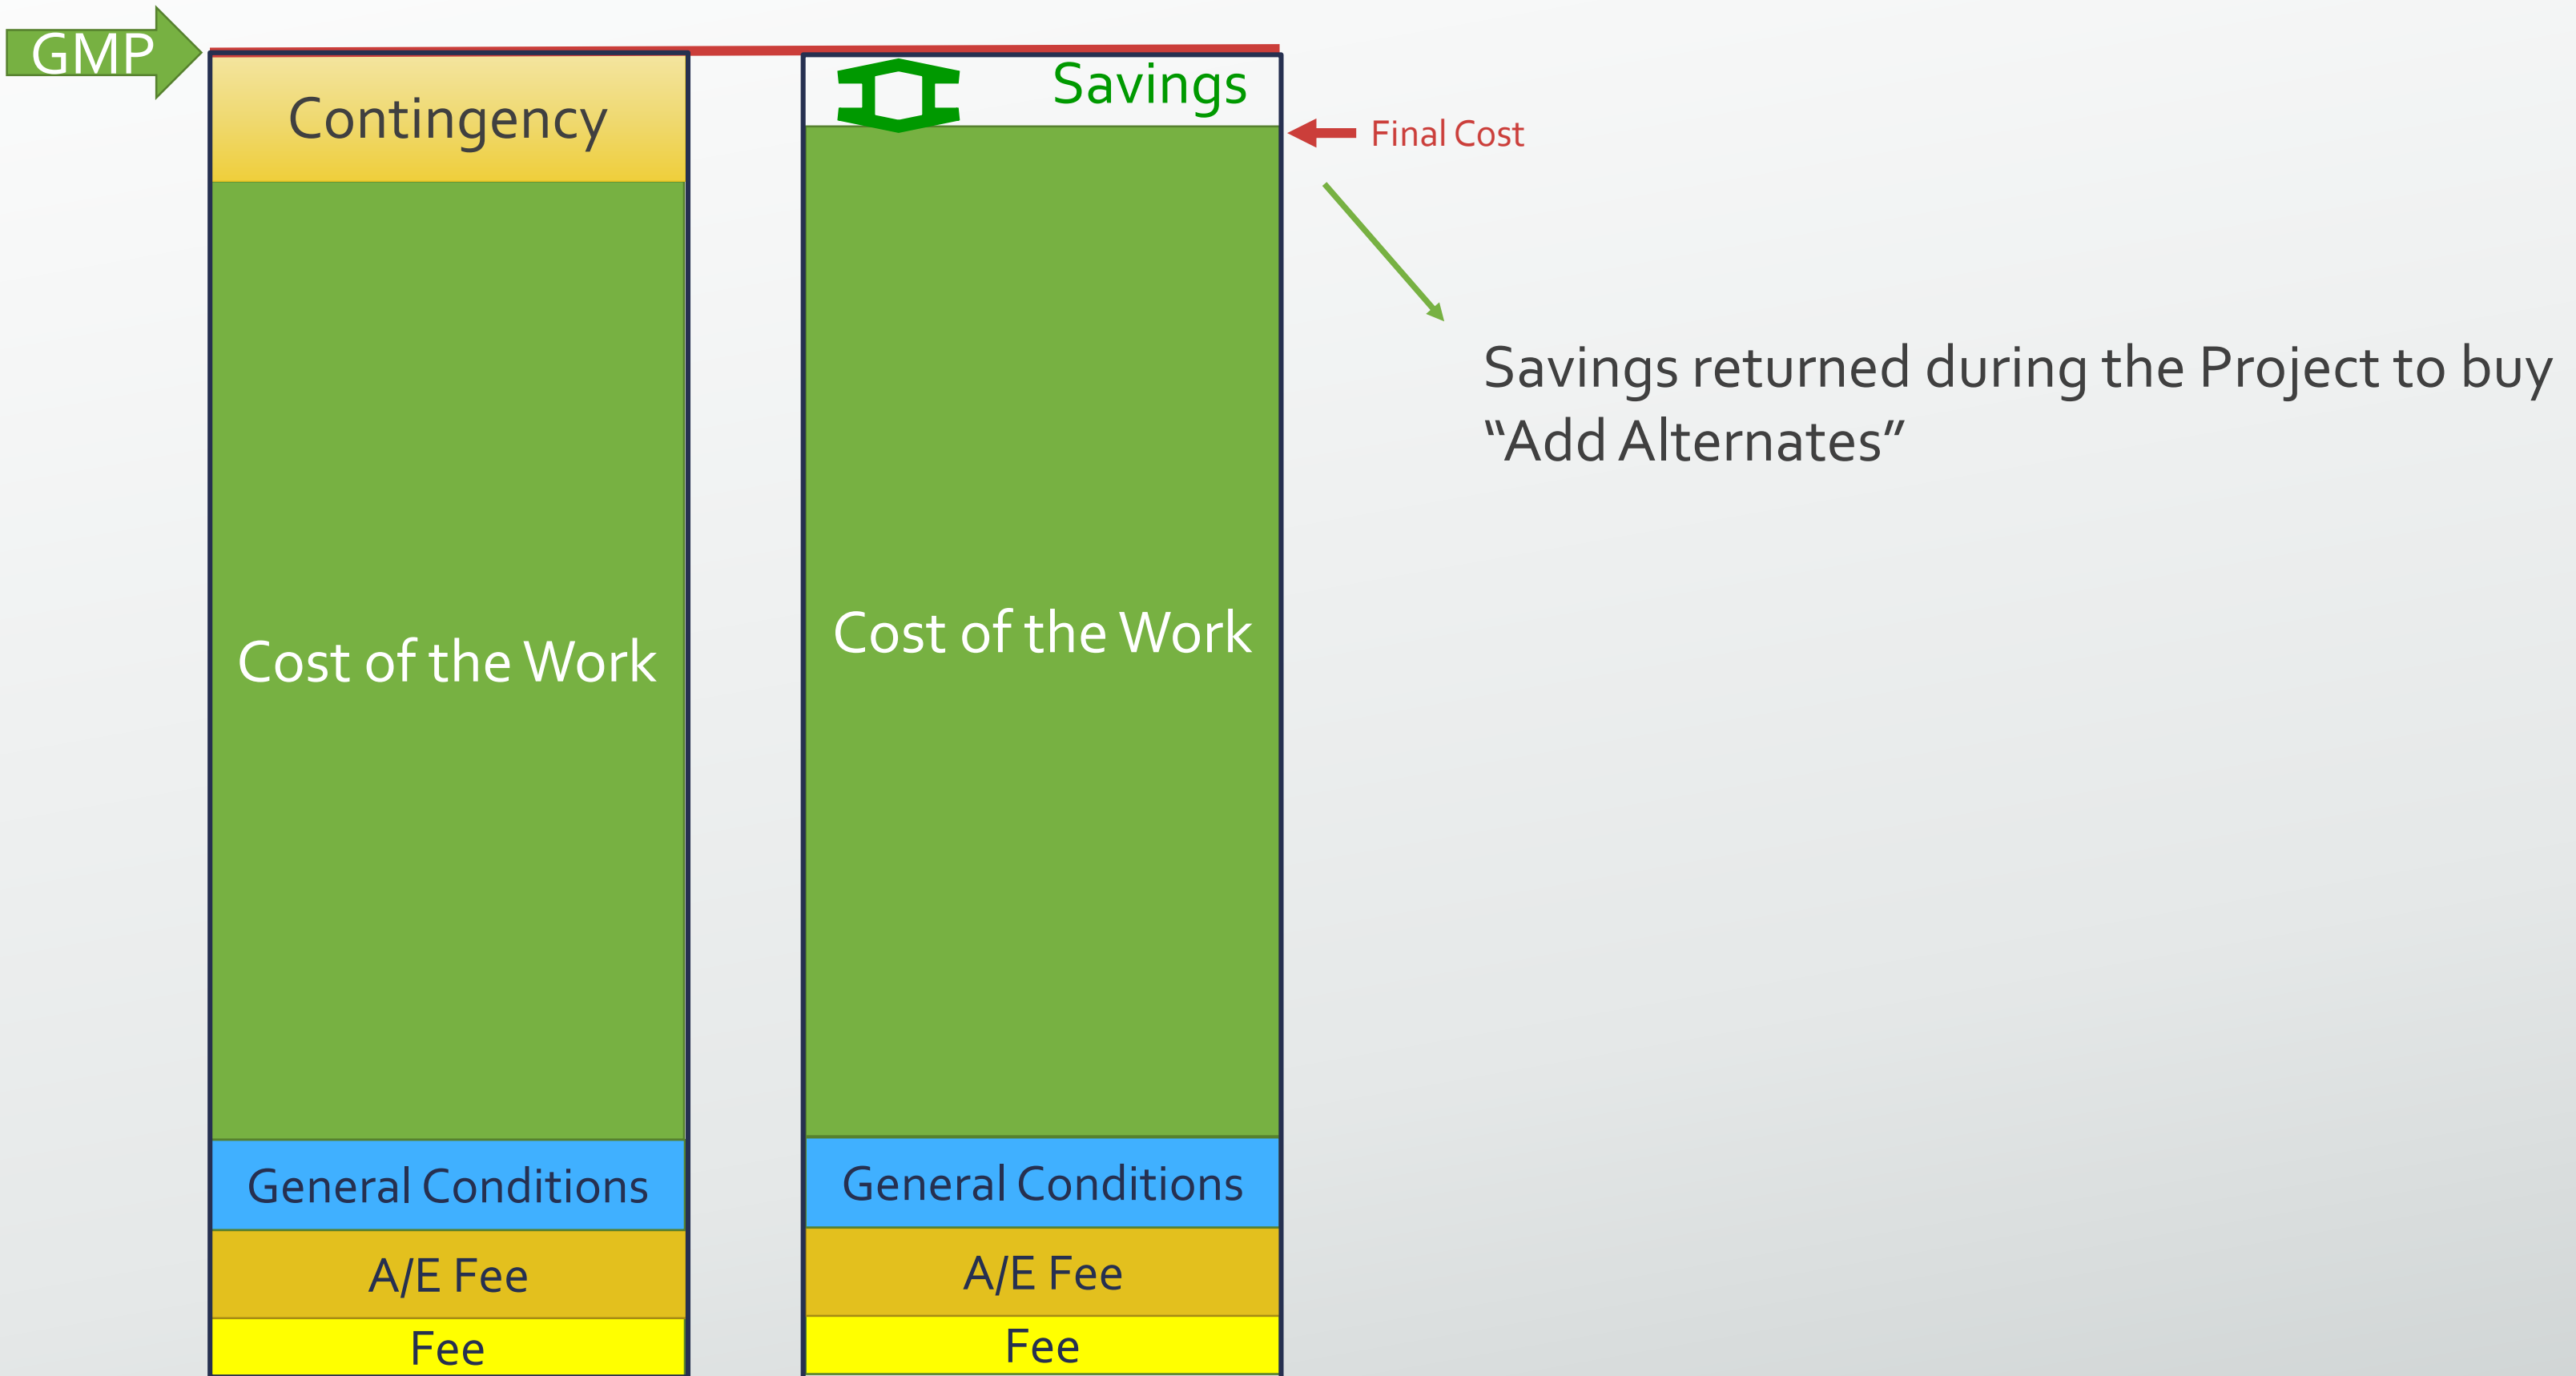 GMP
Contingency
Cost of the Work
General Conditions
A/E Fee
Fee
Savings
Cost of the Work
General Conditions
A/E Fee
Fee
Final Cost
Savings returned during the Project to buy
“Add Alternates”